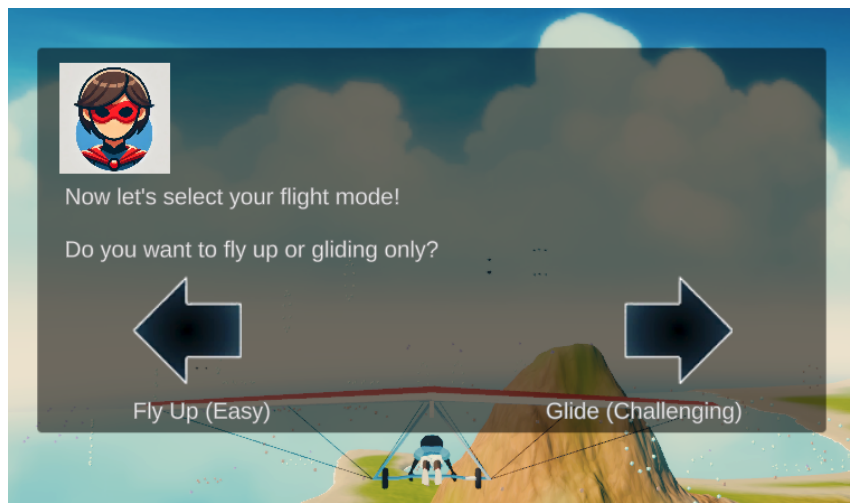 Now let's select your flight mode!
Do you want to fly up or gliding only?
Fly Up (Easy)
Glide (Challenging)